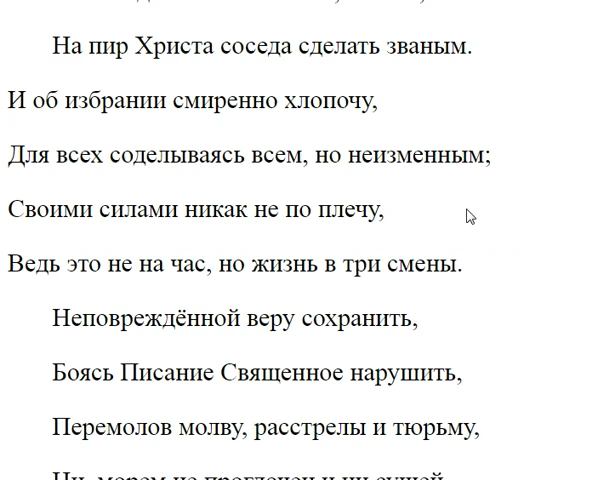 На пир Христа соседа сделать званым.
И об избрании смиренно хлопочу,
Для всех соделываясь всем, но неизменным;
Своими силами никак не по плечу,
Ведь это не на час, но жизнь в три смены.
Неповреждённой веру сохранить,
Боясь Писание Священное нарушить,
Перемолов молву, расстрелы и тюрьму,